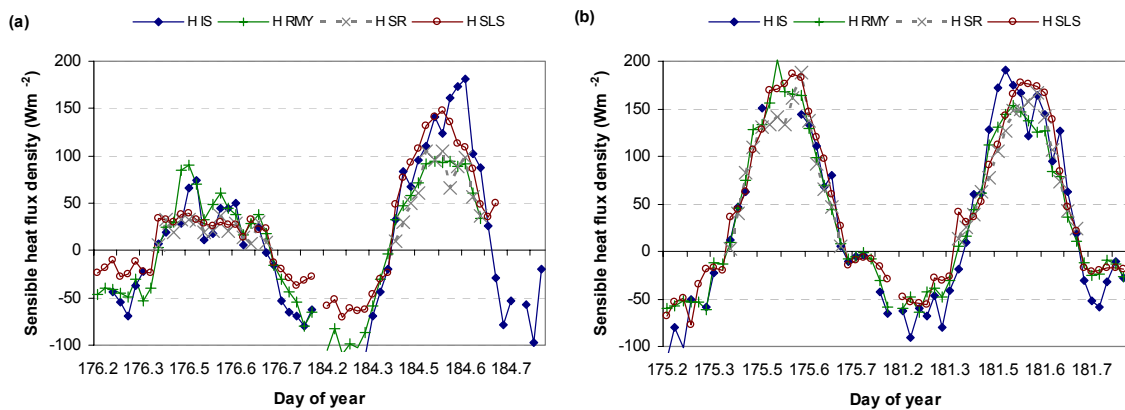 (a) H IS H RMY H SR H SLS
Sensible heat flux density (Wm -2)
200
150
100
50
0
-50
-100
176.2 176.3 176.5 176.6 176.7 184.2 184.3 184.5 184.6 184.7
Day of year
(b) H IS H RMY H SR H SLS
Sensible heat flux density (Wm -2)
200
150
100
50
0
-50
-100
175.2 175.3 175.5 175.6 175.7 181.2 181.3 181.5 181.6 181.7
Day of year